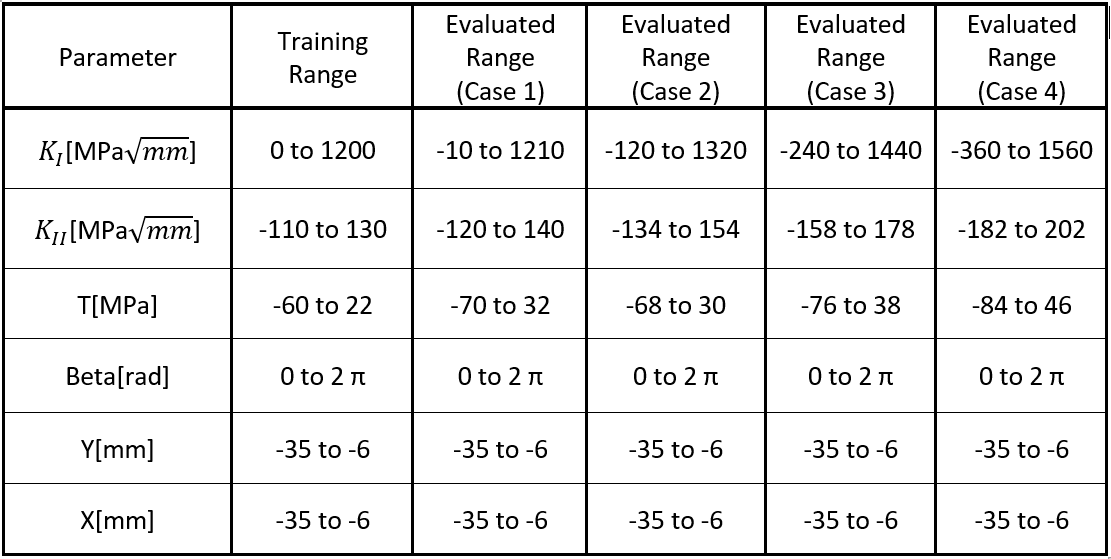 Parameter
Training
Range
Evaluated
Range
(Case 1)
Evaluated
Range
(Case 2)
Evaluated
Range
(Case 3)
Evaluated
Range
(Case 4)
K_I[MPa√mm]
0 to 1200
-10 to 1210
-120 to 1320
-240 to 1440
-360 to 1560
K_II[MPa√mm]
-110 to 130
-120 to 140
-134 to 154
-158 to 178
-182 to 202
T[MPa]
-60 to 22
-70 to 32
-68 to 30
-76 to 38
-84 to 46
Beta[rad]
0 to 2 π
0 to 2 π
0 to 2 π
0 to 2 π
0 to 2 π
Y[mm]
-35 to -6
-35 to -6
-35 to -6
-35 to -6
-35 to -6
X[mm]
-35 to -6
-35 to -6
-35 to -6
-35 to -6
-35 to -6